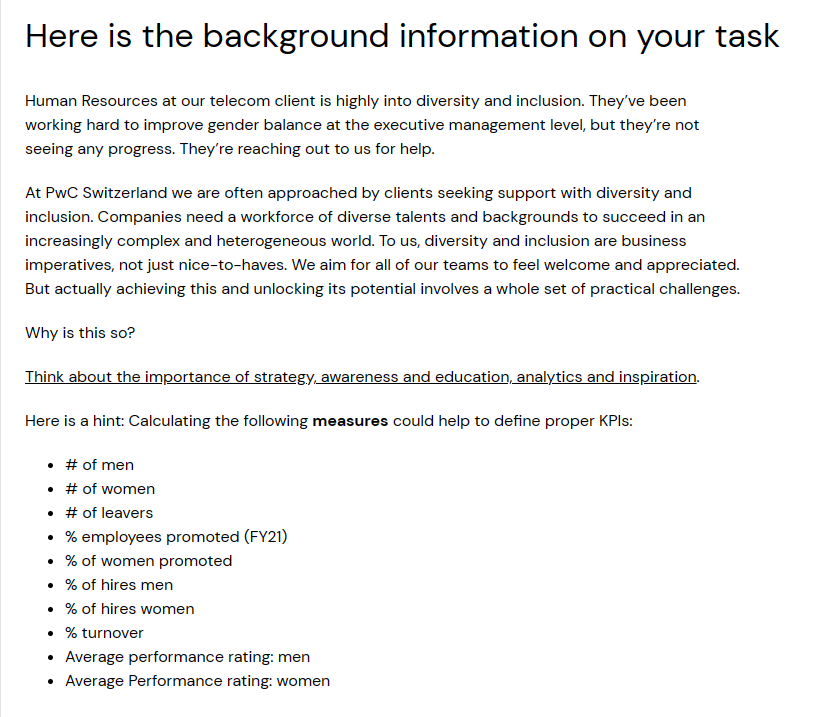 Here is the background information on your task
Human Resources at our telecom client is highly into diversity and inclusion. They’ve been
working hard to improve gender balance at the executive management level, but they’re not
seeing any progress. They’re reaching out to us for help.
At PwC Switzerland we are often approached by clients seeking support with diversity and
inclusion. Companies need a workforce of diverse talents and backgrounds to succeed in an
increasingly complex and heterogeneous world. To us, diversity and inclusion are business
imperatives, not just nice-to-haves. We aim for all of our teams to feel welcome and appreciated.
But actually achieving this and unlocking its potential involves a whole set of practical challenges.
Why is this so?
Think about the importance of strategy, awareness and education, analytics and inspiration.
Here is a hint: Calculating the following measures could help to define proper KPIs:
• # of men
• # of women
• # of leavers
• % employees promoted (FY21)
• % of women promoted
• % of hires men
• % of hires women
• % turnover
• Average performance rating: men
• Average Performance rating: women